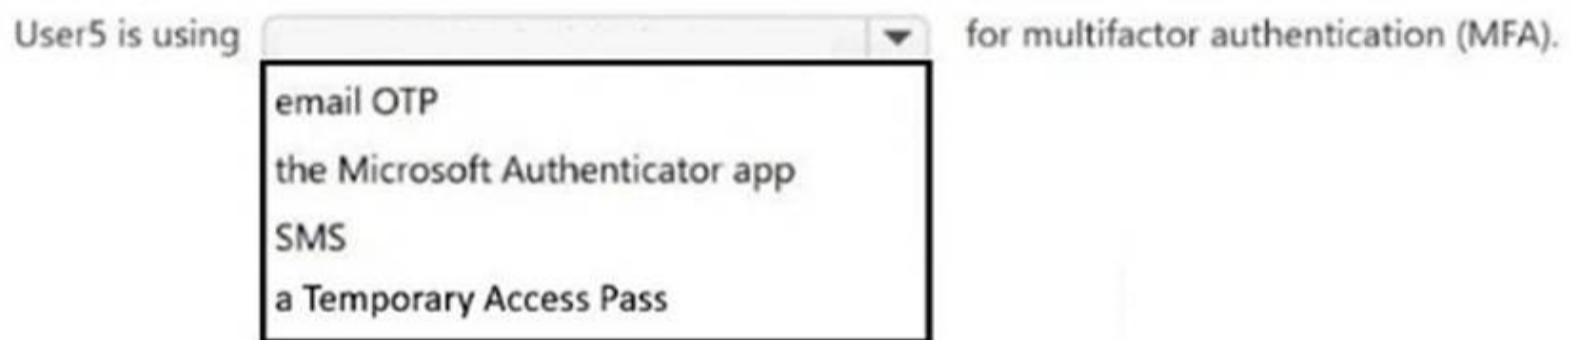 User5 is using for multifactor authentication (MFA).
email OTP
the Microsoft Authenticator app
SMS
a Temporary Access Pass